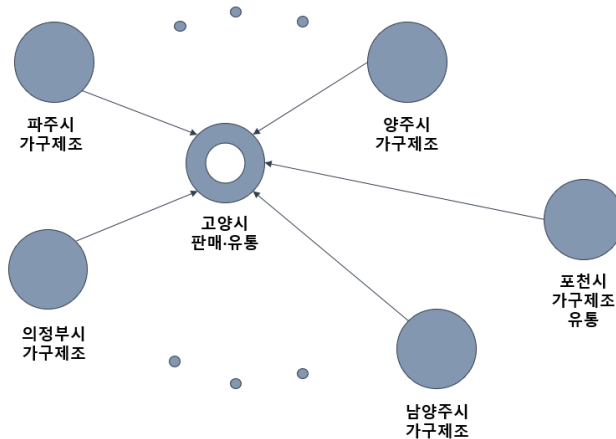 파주시
가구제조
양주시
가구제조
고양시
판매·유통
포천시
가구제조
유통
의정부시
가구제조
남양주시
가구제조